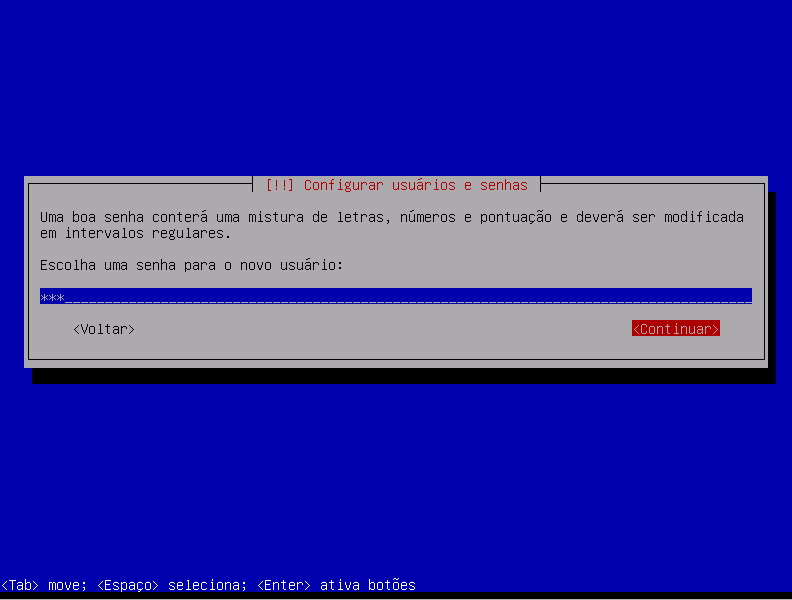 [!!] Configurar usuários e senhas
Uma boa senha conterá uma mistura de letras, números e pontuação e deverá ser modificada
em intervalos regulares.
Escolha uma senha para o novo usuário:
***
<Voltar> <Continuar>
<Tab> move; <Espaço> seleciona; <Enter> ativa botões